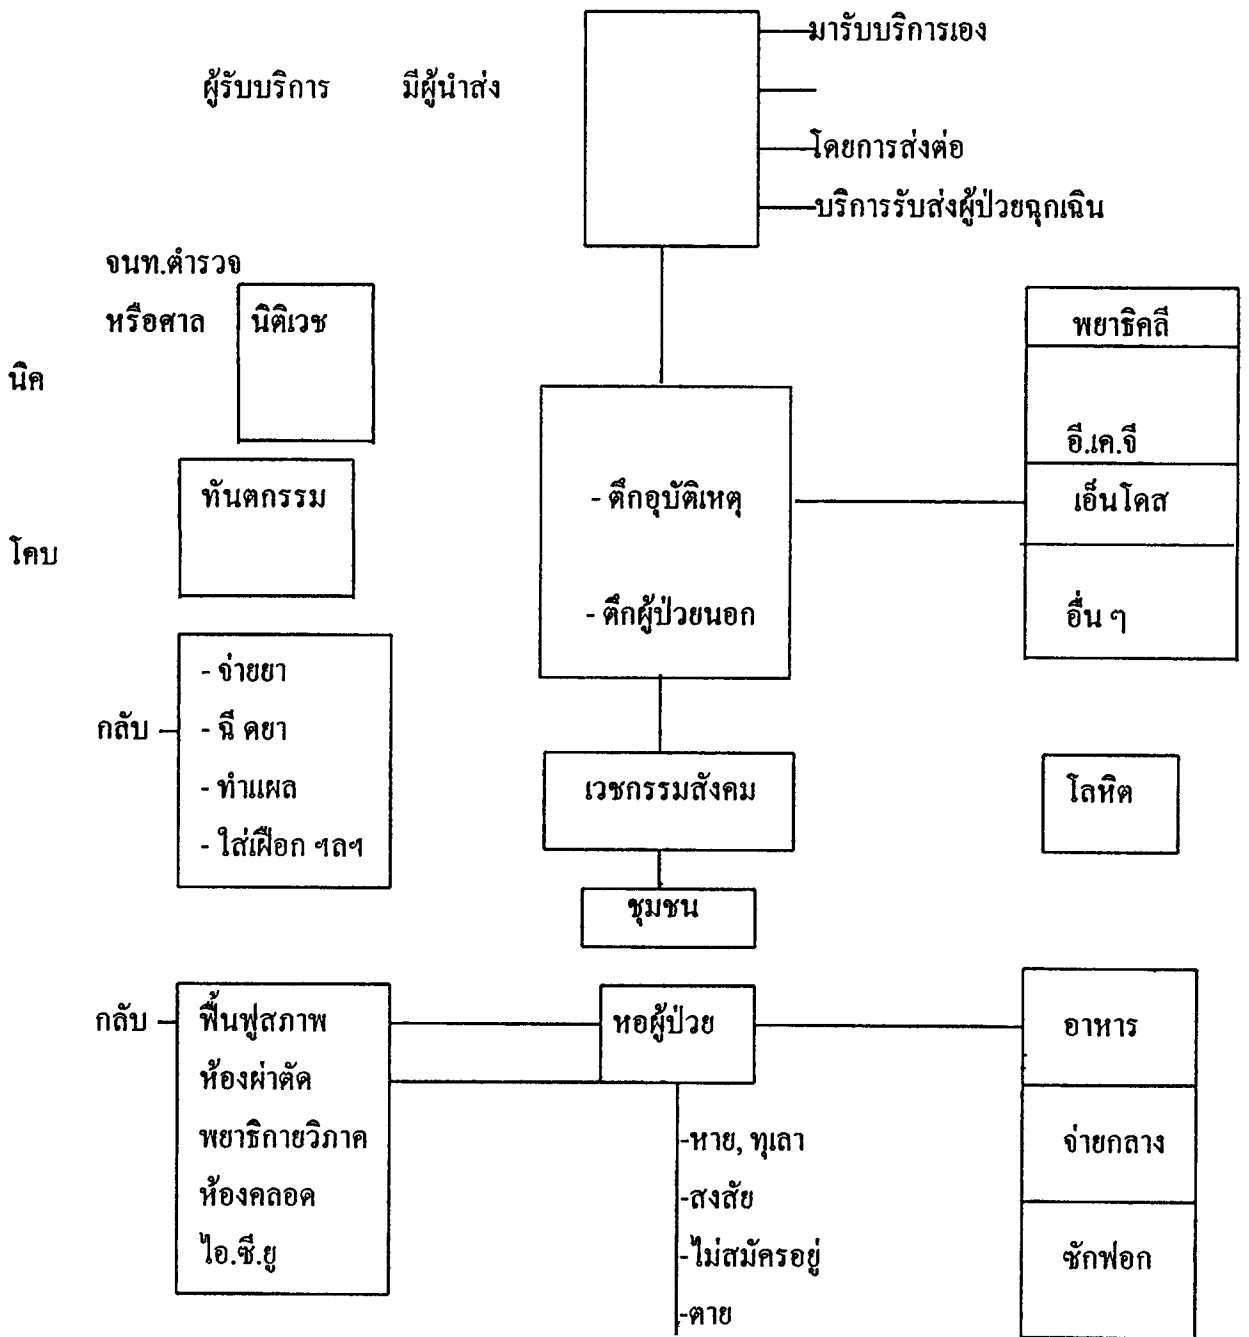 มารับบริการเอง
ผู้รับบริการ มีผู้นำส่ง
โดยการส่งต่อ
บริการรับส่งผู้ป่วยฉุกเฉิน
จนท.ตำรวจ
หรือศาล
นิติเวช
พยาธิคลี
นิค
อี.เค.จี
ทันตกรรม
- ตึกอุบัติเหตุ
เอ็นโดส
โคบ
- ตึกผู้ป่วยนอก
อื่น ๆ
- จ่ายยา
กลับ
- ฉี ดยา
- ทำแผล
- ใส่เฝือก ฯลฯ
เวชกรรมสังคม
โลหิต
ชุมชน
กลับ
ฟื้นฟูสภาพ
หอผู้ป่วย
อาหาร
ห้องผ่าตัด
พยาธิกายวิภาค
-หาย, ทุเลา
จ่ายกลาง
ห้องคลอด
-สงสัย
ไอ.ซี.ยู
-ไม่สมัครอยู่
ซักฟอก
-ตาย